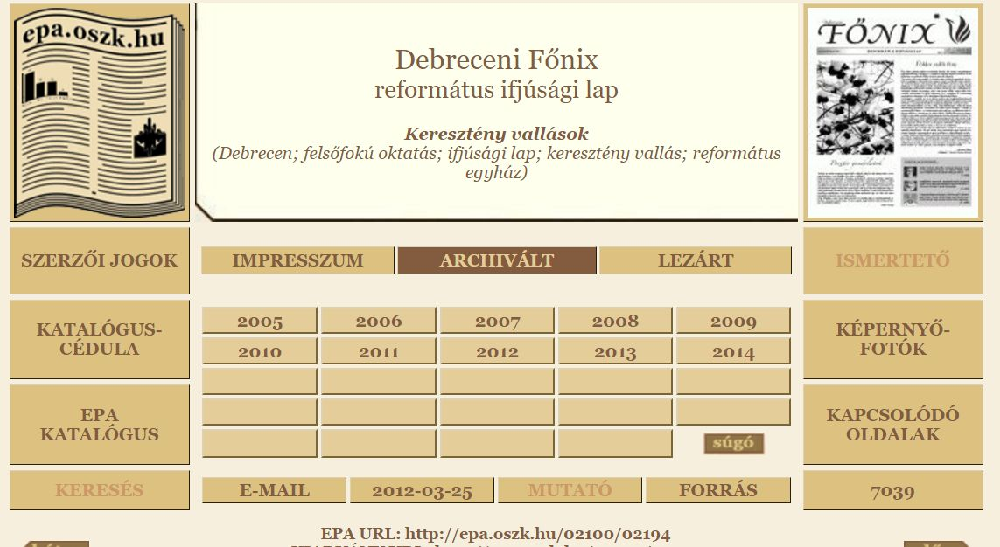 epa.oszk.hu
FŐNIX
Debreceni Főnix
református ifjúsági lap
Keresztény vallások
(Debrecen; felsőfokú oktatás; ifjúsági lap; keresztény vallás; református
egyház)
SZERZŐI JOGOK
IMPRESSZUM
ARCHIVÁLT
LEZÁRT
ISMERTETŐ
KATALÓGUS-
CÉDULA
2005
2006
2007
2008
2009
2010
2011
2012
2013
2014
KÉPERNYŐ-
FOTÓK
EPA
KATALÓGUS
súgó
KAPCSOLÓDÓ
OLDALAK
KERESÉS
E-MAIL
2012-03-25
MUTATÓ
FORRÁS
7039
EPA URL: http://epa.oszk.hu/02100/02194